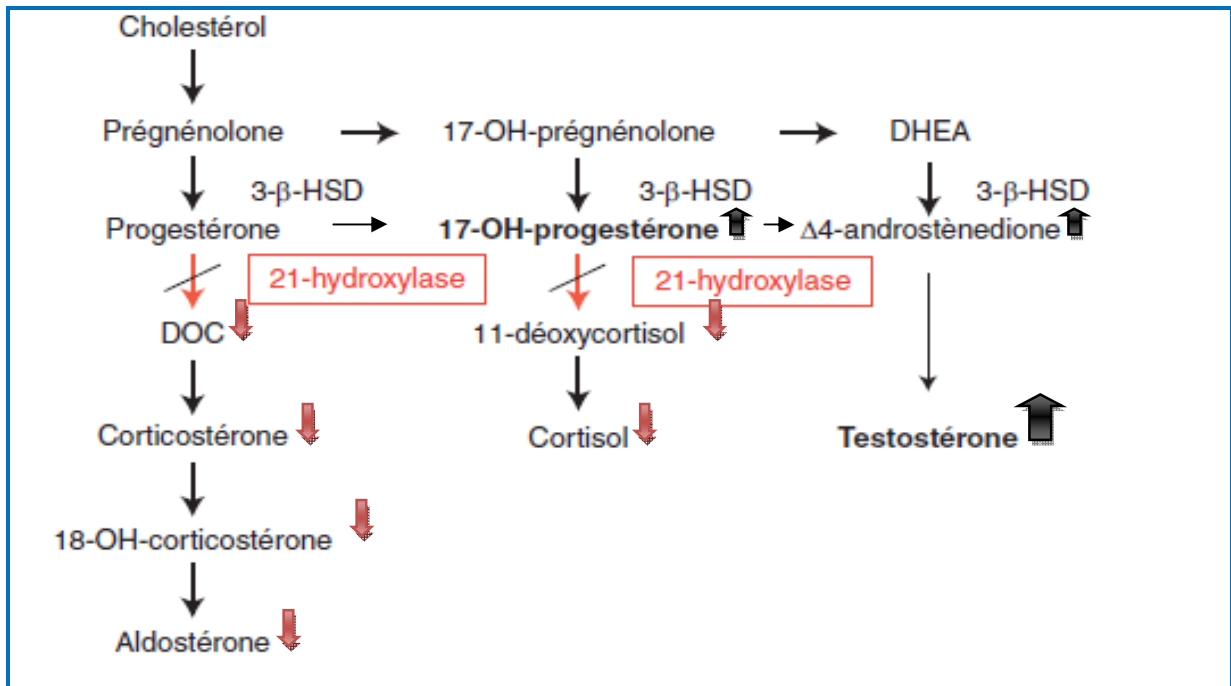 Cholestérol
Prégnénolone 17-OH-prégnénolone DHEA
3-β-HSD 3-β-HSD 3-β-HSD
Progestérone 17-OH-progestérone Δ4-androstènedione
21-hydroxylase 21-hydroxylase
DOC 11-déoxycortisol
Corticostérone Cortisol Testostérone
18-OH-corticostérone
Aldostérone